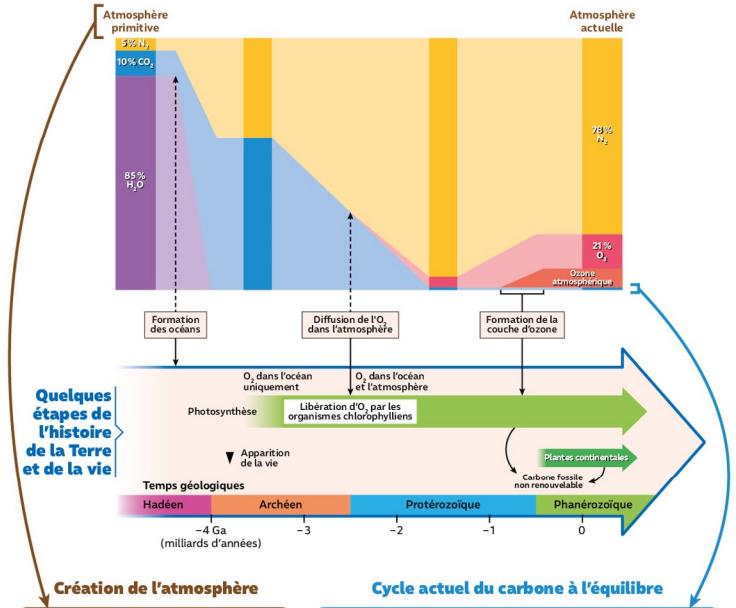 Atmosphère
primitive
Atmosphère
actuelle
5 % N₂
10 % CO₂
85 %
H₂O
78 %
N₂
21 %
O₂
Ozone
atmosphérique
Formation
des océans
Diffusion de l'O₂
dans l'atmosphère
Formation de la
couche d'ozone
Quelques
étapes de
l'histoire
de la Terre
et de la vie
O₂ dans l'océan
uniquement
O₂ dans l'océan
et l'atmosphère
Photosynthèse
Libération d'O₂ par les
organismes chlorophylliens
Apparition
de la vie
Plantes continentales
Carbone fossile
non renouvelable
Temps géologiques
Hadéen Archéen Protérozoïque Phanérozoïque
−4 Ga −3 −2 −1 0
(milliards d'années)
Création de l'atmosphère
Cycle actuel du carbone à l'équilibre